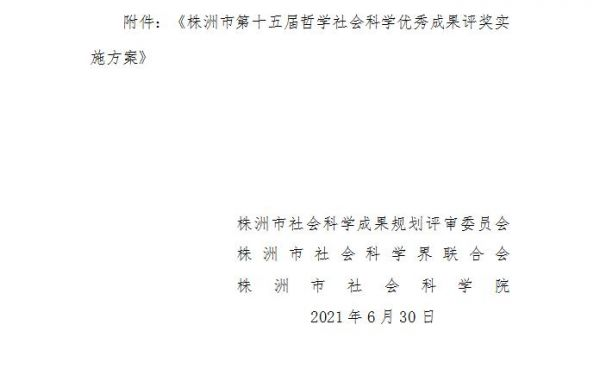 附件：《株洲市第十五届哲学社会科学优秀成果评奖实
施方案》
株洲市社会科学成果规划评审委员会
株洲市社会科学界联合会
株洲市社会科学院
2021年6月30日